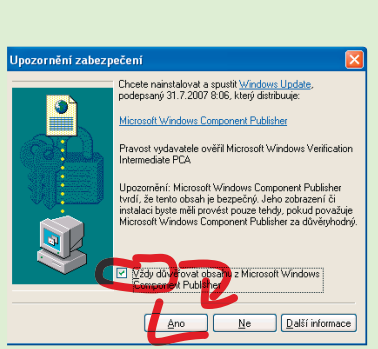 Upozornění zabezpečení
Chcete nainstalovat a spustit Windows Update,
podepsaný 31.7.2007 8:06, který distribuuje:
Microsoft Windows Component Publisher
Pravost vydavatele ověřil Microsoft Windows Verification
Intermediate PCA
Upozornění: Microsoft Windows Component Publisher
tvrdí, že tento obsah je bezpečný. Jeho zobrazení či
instalaci byste měli provést pouze tehdy, pokud považuje
Microsoft Windows Component Publisher za důvěryhodný.
Vždy důvěřovat obsahu z Microsoft Windows
Component Publisher
Ano
Ne
Další informace